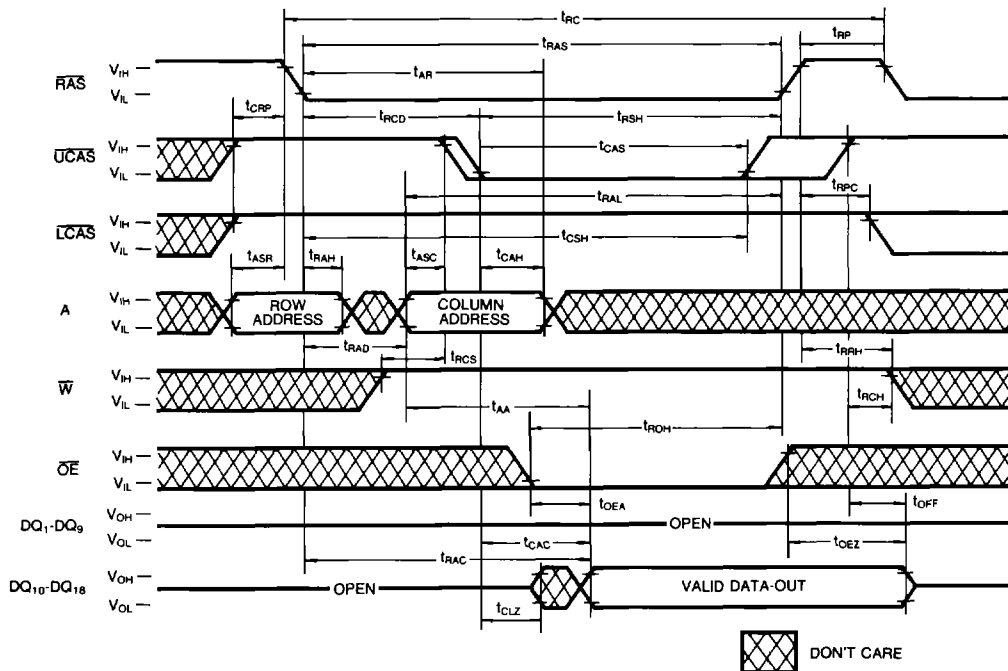 tRC
tRAS
tRP
tAR
RAS
VIH
VIL
tCRP
tRCD
tRSH
UCAS
VIH
VIL
tCAS
tRAL
tRPC
LCAS
VIH
VIL
tCSH
tASR
tRAH
tASC
tCAH
A
VIH
VIL
ROW
ADDRESS
COLUMN
ADDRESS
tRAD
tRCS
tRRH
W
VIH
VIL
tRCH
tAA
tROH
OE
VIH
VIL
tOEA
tOFF
DQ1-DQ9
VOH
VOL
OPEN
tCAC
tOEZ
tRAC
DQ10-DQ18
VOH
VOL
OPEN
VALID DATA-OUT
tCLZ
DON'T CARE